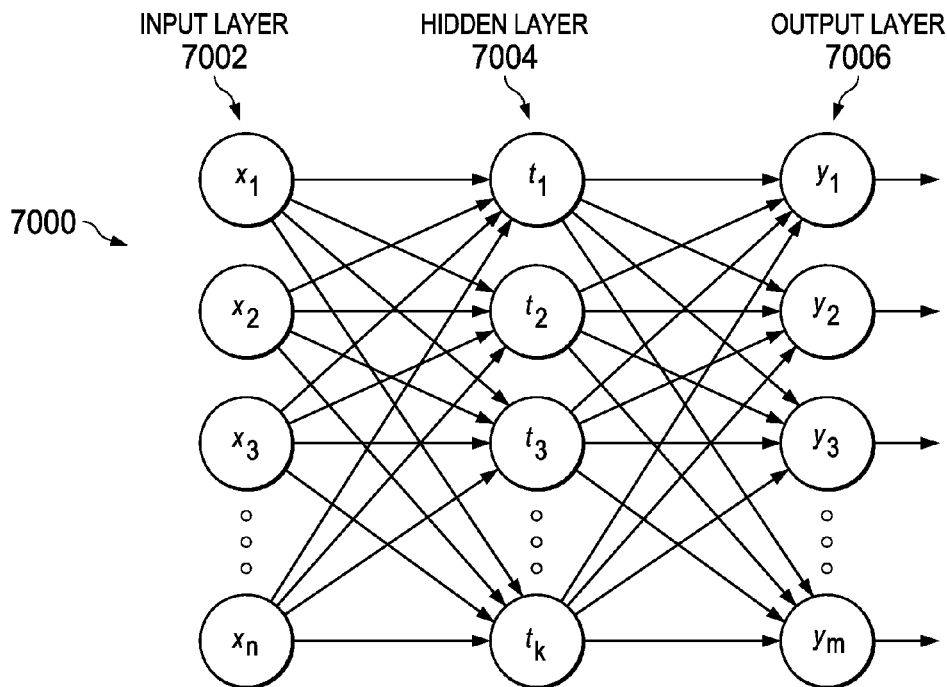 INPUT LAYER HIDDEN LAYER OUTPUT LAYER
7002 7004 7006
7000
x1 t1 y1
x2 t2 y2
x3 t3 y3
xn tk ym